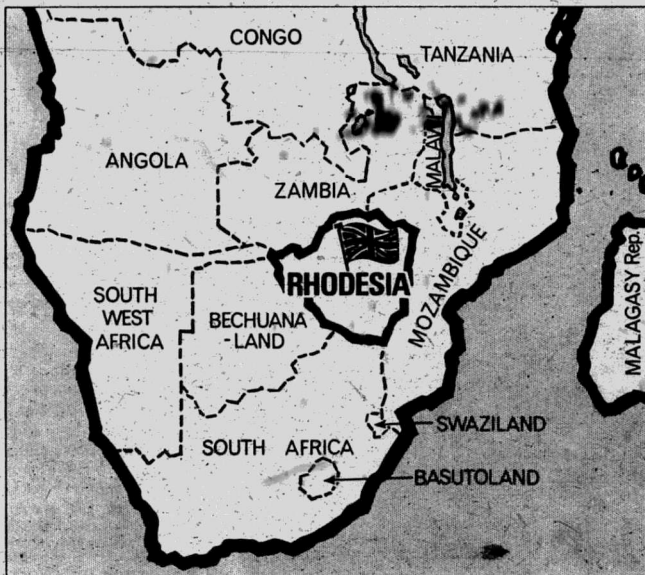 CONGO
TANZANIA
ANGOLA
ZAMBIA
MALAWI
RHODESIA
MOZAMBIQUE
SOUTH
WEST
AFRICA
BECHUANA
-LAND
MALAGASY Rep.
SOUTH AFRICA
SWAZILAND
BASUTOLAND